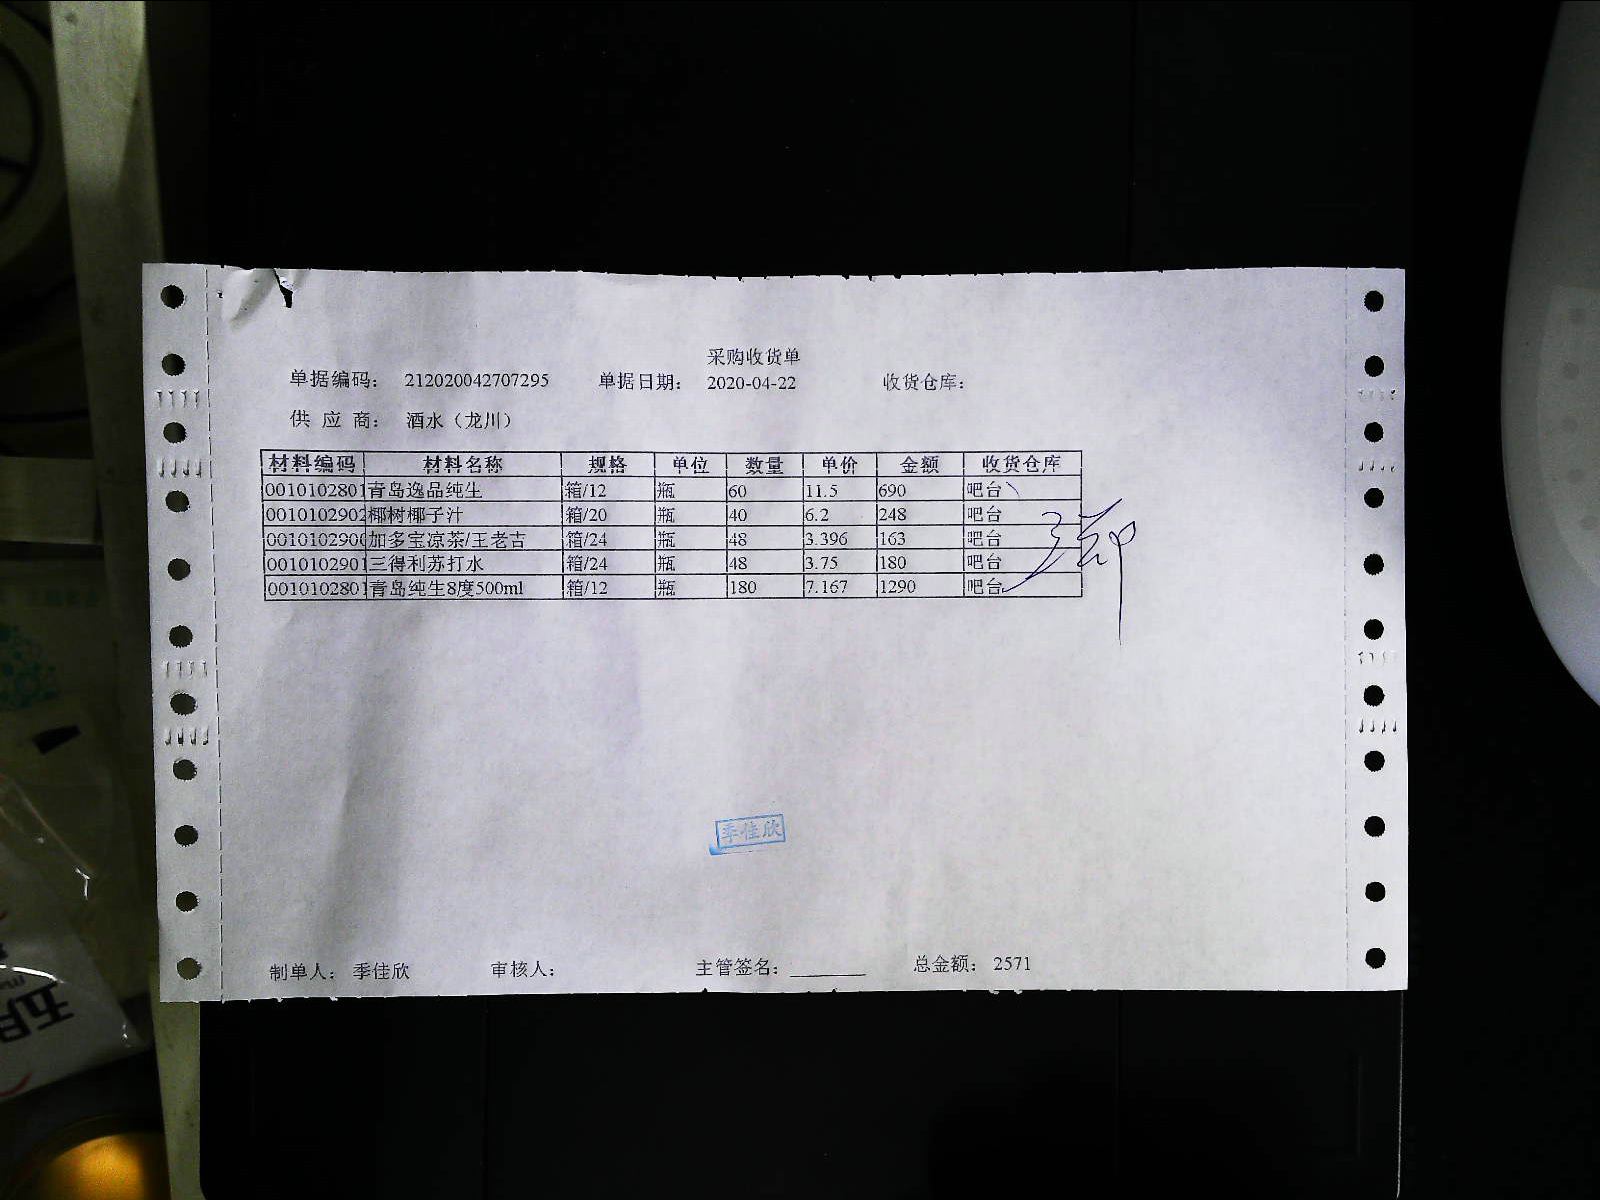 采购收货单
单据编码： 212020042707295 单据日期： 2020-04-22 收货仓库：
供 应 商： 酒水（龙川）
材料编码 材料名称 规格 单位 数量 单价 金额 收货仓库
0010102801 青岛逸品纯生 箱/12 瓶 60 11.5 690 吧台
0010102902 椰树椰子汁 箱/20 瓶 40 6.2 248 吧台
001010290 加多宝凉茶/王老吉 箱/24 瓶 48 3.396 163 吧台
0010102901 三得利苏打水 箱/24 瓶 48 3.75 180 吧台
0010102801 青岛纯生8度500ml 箱/12 瓶 180 7.167 1290 吧台
季佳欣
制单人： 季佳欣 审核人： 主管签名： 总金额： 2571